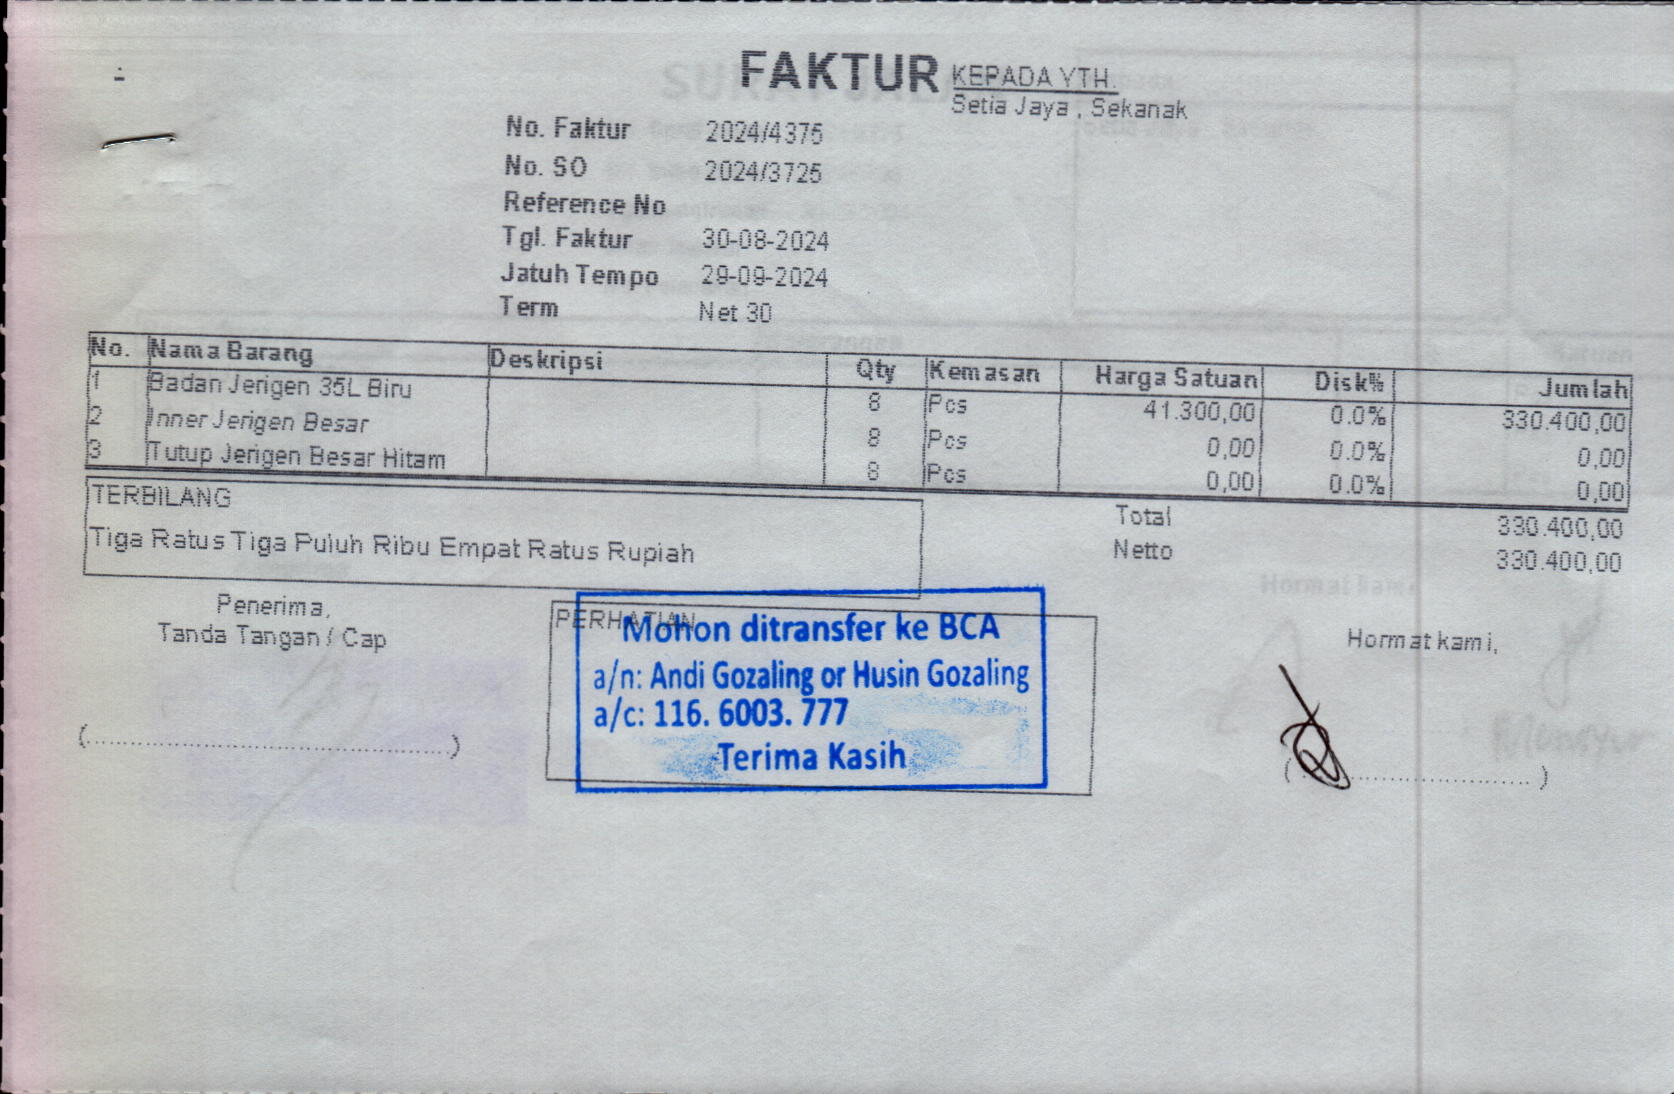 FAKTUR
KEPADA YTH.
Setia Jaya , Sekanak
No. Faktur 2024/4375
No. SO 2024/3725
Reference No
Tgl. Faktur 30-08-2024
Jatuh Tempo 29-09-2024
Term Net 30
No. Nama Barang Deskripsi Qty Kemasan Harga Satuan Disk% Jumlah
1 Badan Jerigen 35L Biru 8 Pcs 41.300,00 0.0% 330.400,00
2 Inner Jerigen Besar 8 Pcs 0,00 0.0% 0,00
3 Tutup Jerigen Besar Hitam 8 Pcs 0,00 0.0% 0,00
TERBILANG
Tiga Ratus Tiga Puluh Ribu Empat Ratus Rupiah
Total 330.400,00
Netto 330.400,00
Penerima,
Tanda Tangan / Cap
PERHATIAN
Mohon ditransfer ke BCA
a/n: Andi Gozaling or Husin Gozaling
a/c: 116. 6003. 777
Terima Kasih
Hormat kami,